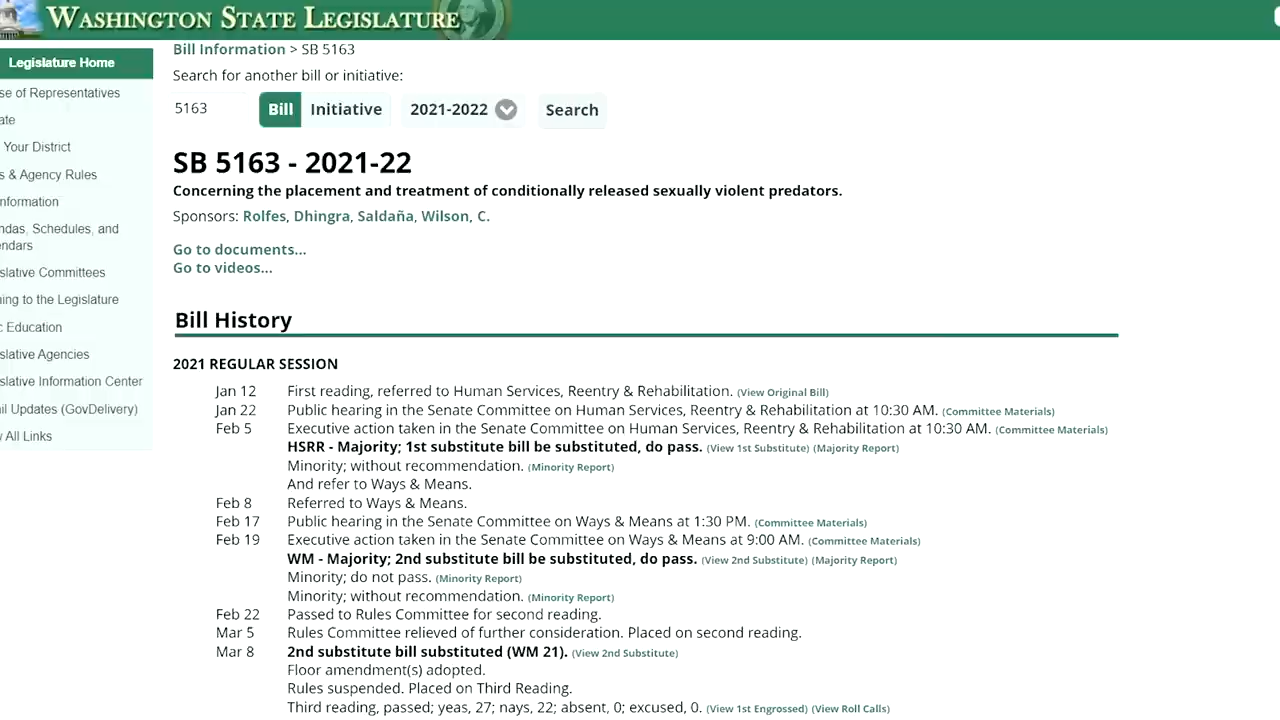 WASHINGTON STATE LEGISLATURE
Legislature Home
se of Representatives
ate
Your District
s & Agency Rules
nformation
ndas, Schedules, and
endars
slative Committees
ning to the Legislature
c Education
slative Agencies
slative Information Center
il Updates (GovDelivery)
v All Links
Bill Information > SB 5163
Search for another bill or initiative:
5163 Bill Initiative 2021-2022 Search
SB 5163 - 2021-22
Concerning the placement and treatment of conditionally released sexually violent predators.
Sponsors: Rolfes, Dhingra, Saldaña, Wilson, C.
Go to documents...
Go to videos...
Bill History
2021 REGULAR SESSION
Jan 12 First reading, referred to Human Services, Reentry & Rehabilitation. (View Original Bill)
Jan 22 Public hearing in the Senate Committee on Human Services, Reentry & Rehabilitation at 10:30 AM. (Committee Materials)
Feb 5 Executive action taken in the Senate Committee on Human Services, Reentry & Rehabilitation at 10:30 AM. (Committee Materials)
HSRR - Majority; 1st substitute bill be substituted, do pass. (View 1st Substitute) (Majority Report)
Minority; without recommendation. (Minority Report)
And refer to Ways & Means.
Feb 8 Referred to Ways & Means.
Feb 17 Public hearing in the Senate Committee on Ways & Means at 1:30 PM. (Committee Materials)
Feb 19 Executive action taken in the Senate Committee on Ways & Means at 9:00 AM. (Committee Materials)
WM - Majority; 2nd substitute bill be substituted, do pass. (View 2nd Substitute) (Majority Report)
Minority; do not pass. (Minority Report)
Minority; without recommendation. (Minority Report)
Feb 22 Passed to Rules Committee for second reading.
Mar 5 Rules Committee relieved of further consideration. Placed on second reading.
Mar 8 2nd substitute bill substituted (WM 21). (View 2nd Substitute)
Floor amendment(s) adopted.
Rules suspended. Placed on Third Reading.
Third reading, passed; yeas, 27; nays, 22; absent, 0; excused, 0. (View 1st Engrossed) (View Roll Calls)